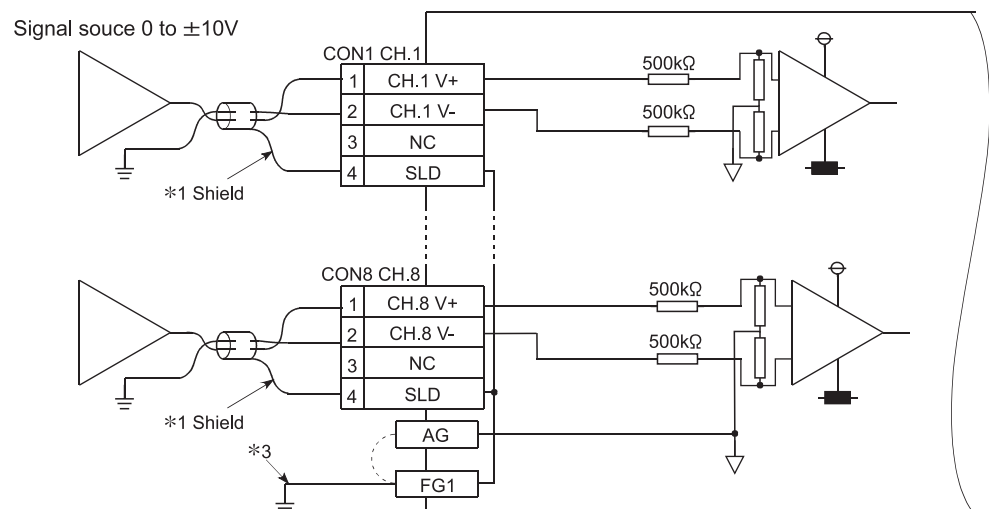 Signal souce 0 to ±10V
CON1 CH.1
1 CH.1 V+
2 CH.1 V-
3 NC
4 SLD
500kΩ
500kΩ
*1 Shield
CON8 CH.8
1 CH.8 V+
2 CH.8 V-
3 NC
4 SLD
500kΩ
500kΩ
*1 Shield
AG
*3
FG1